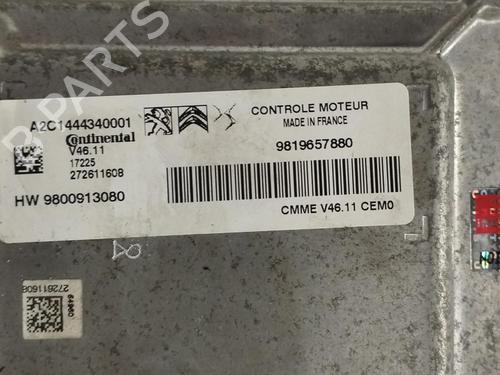 A2C1444340001
Continental
V46.11
17225
272611608
HW 9800913080
CONTROLE MOTEUR
MADE IN FRANCE
9819657880
CMME V46.11 CEM0
272611608
B-PARTS